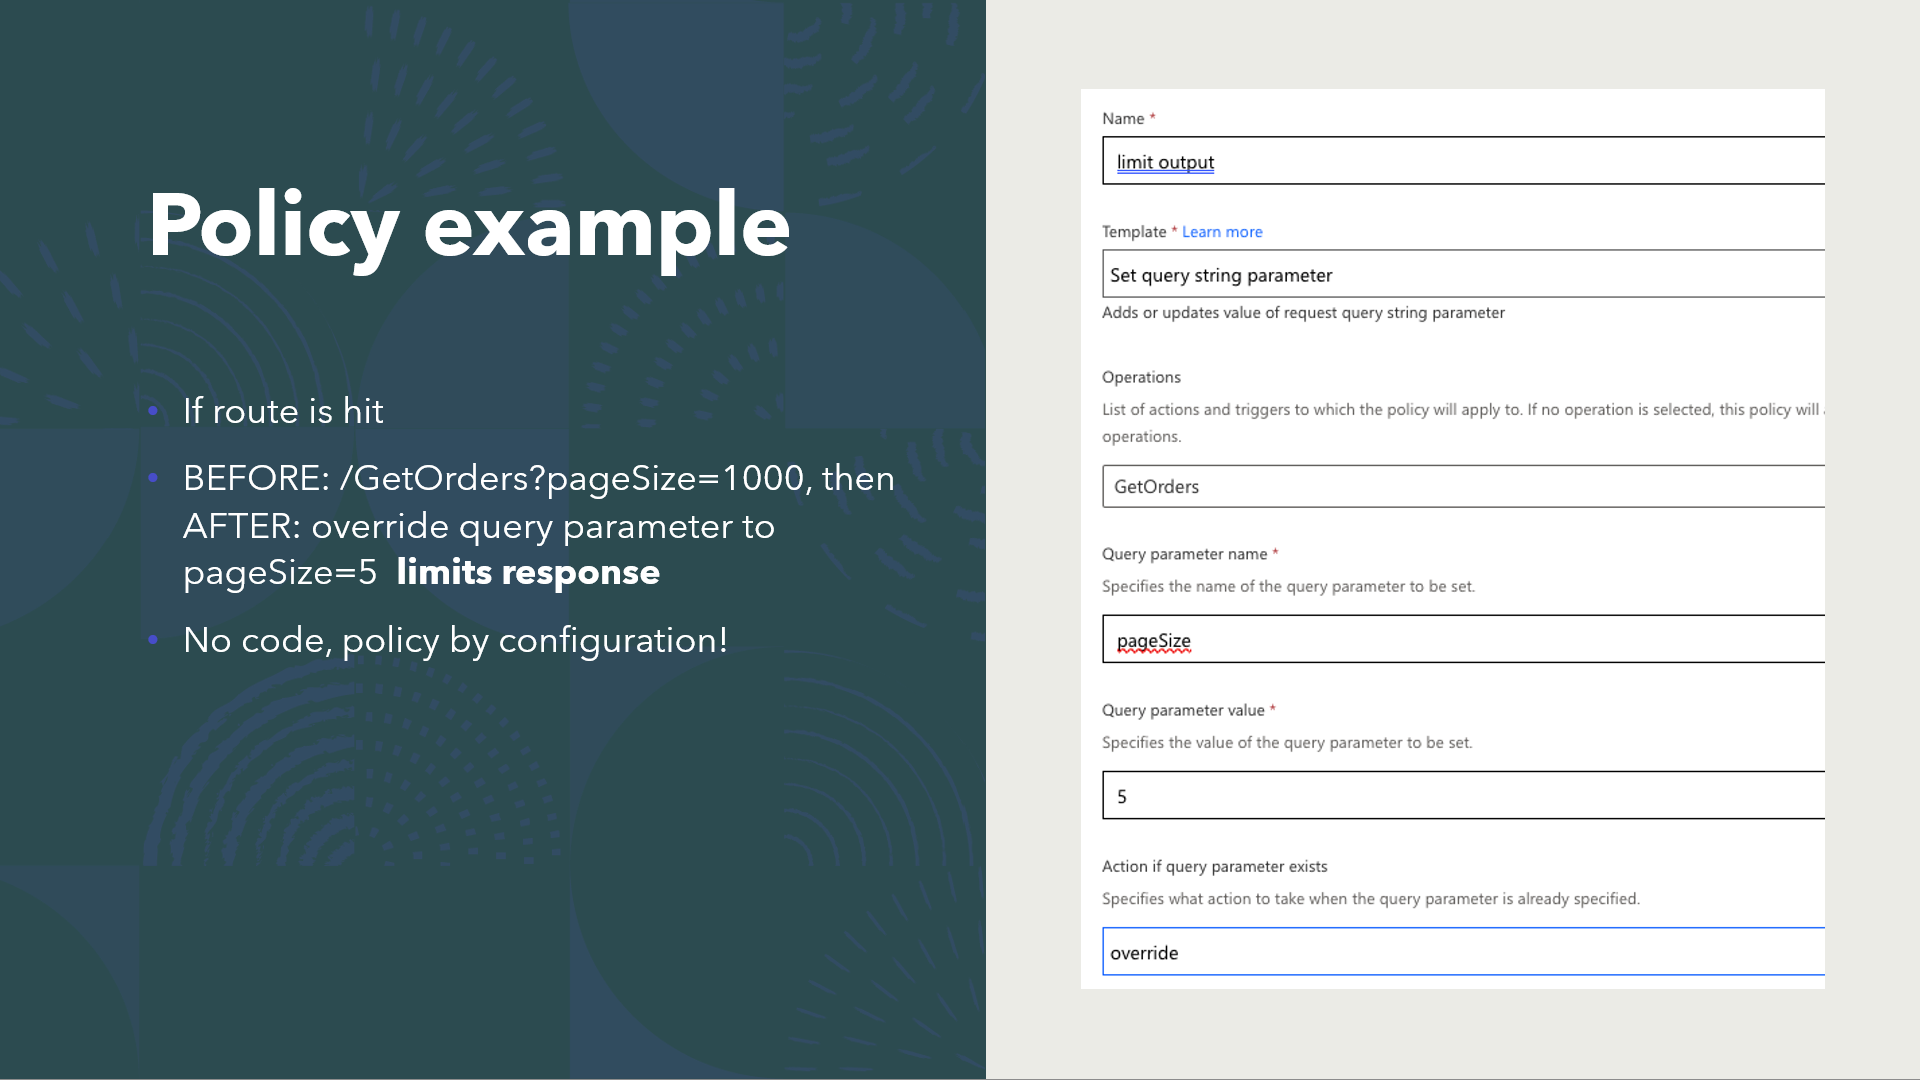 Policy example
• If route is hit
• BEFORE: /GetOrders?pageSize=1000, then
AFTER: override query parameter to
pageSize=5 limits response
• No code, policy by configuration!
Name *
limit output
Template * Learn more
Set query string parameter
Adds or updates value of request query string parameter
Operations
List of actions and triggers to which the policy will apply to. If no operation is selected, this policy will
operations.
GetOrders
Query parameter name *
Specifies the name of the query parameter to be set.
pageSize
Query parameter value *
Specifies the value of the query parameter to be set.
5
Action if query parameter exists
Specifies what action to take when the query parameter is already specified.
override